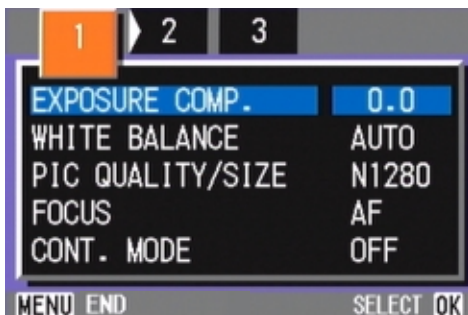 1 2 3
EXPOSURE COMP. 0.0
WHITE BALANCE AUTO
PIC QUALITY/SIZE N1280
FOCUS AF
CONT. MODE OFF
MENU END SELECT OK